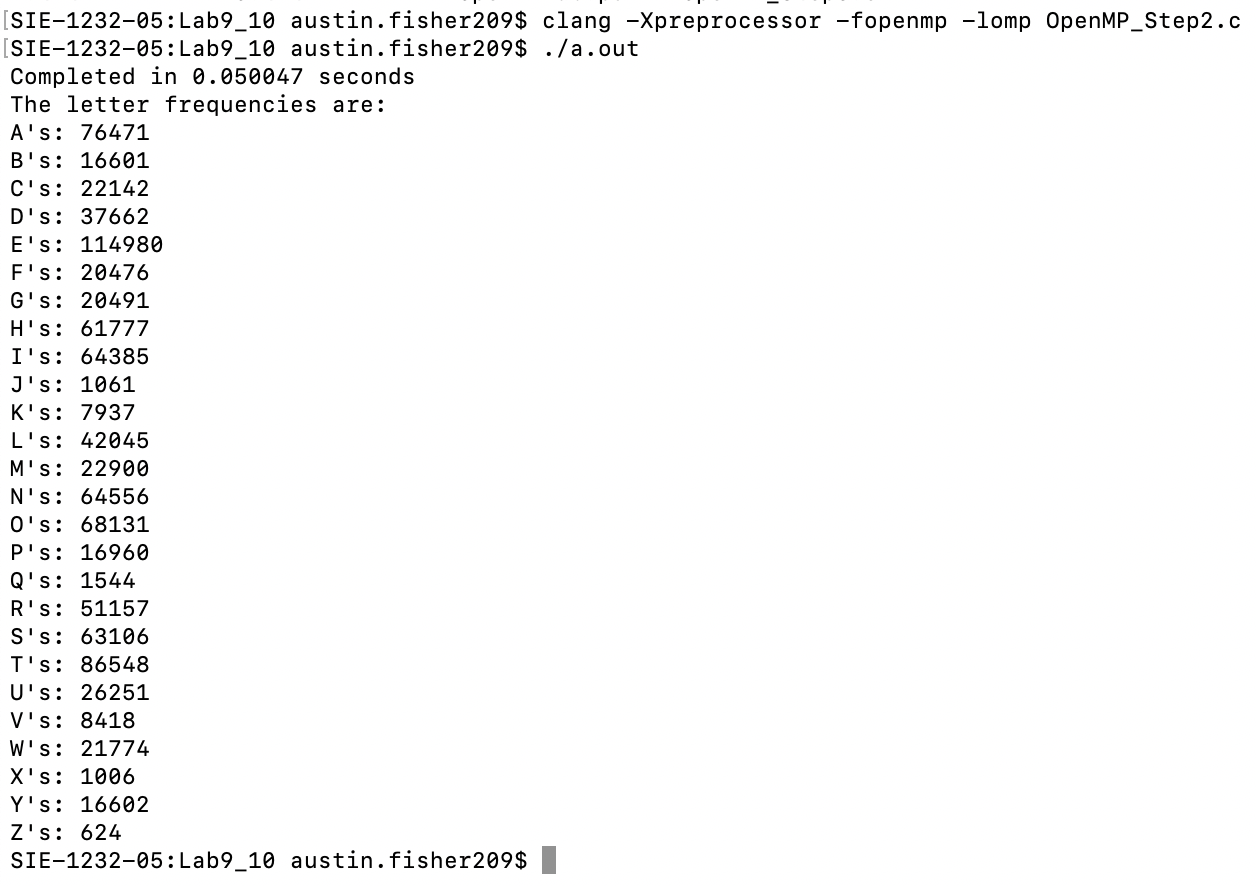 [SIE-1232-05:Lab9_10 austin.fisher209$ clang -Xpreprocessor -fopenmp -lomp OpenMP_Step2.c
[SIE-1232-05:Lab9_10 austin.fisher209$ ./a.out
Completed in 0.050047 seconds
The letter frequencies are:
A's: 76471
B's: 16601
C's: 22142
D's: 37662
E's: 114980
F's: 20476
G's: 20491
H's: 61777
I's: 64385
J's: 1061
K's: 7937
L's: 42045
M's: 22900
N's: 64556
O's: 68131
P's: 16960
Q's: 1544
R's: 51157
S's: 63106
T's: 86548
U's: 26251
V's: 8418
W's: 21774
X's: 1006
Y's: 16602
Z's: 624
SIE-1232-05:Lab9_10 austin.fisher209$